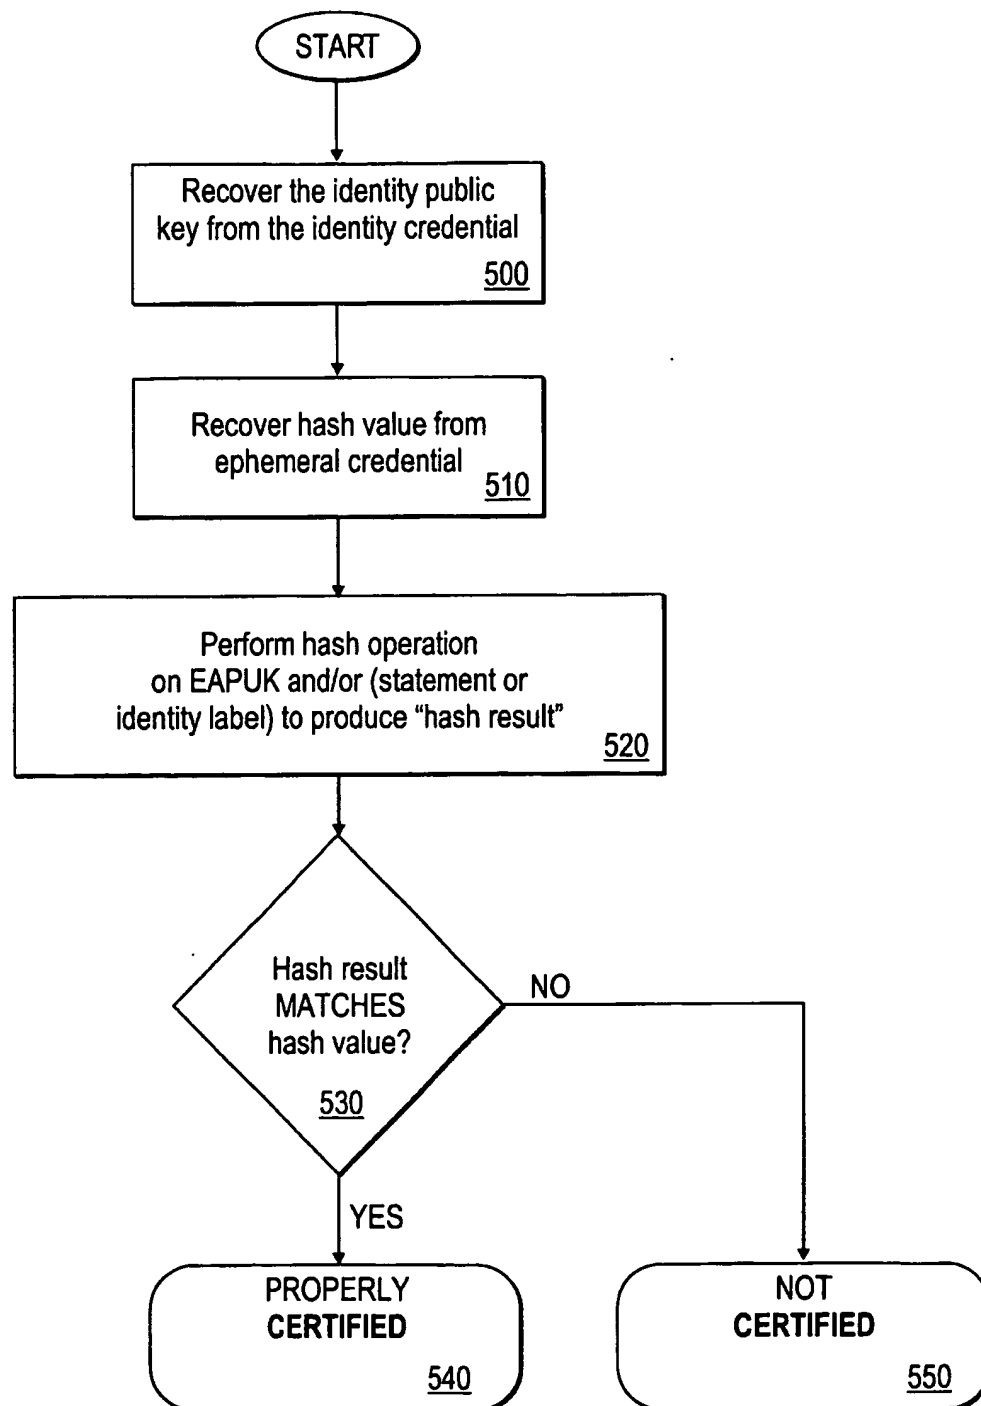 START
Recover the identity public
key from the identity credential
500
Recover hash value from
ephemeral credential
510
Perform hash operation
on EAPUK and/or (statement or
identity label) to produce “hash result”
520
Hash result
MATCHES
hash value?
530
NO
YES
PROPERLY
CERTIFIED
540
NOT
CERTIFIED
550